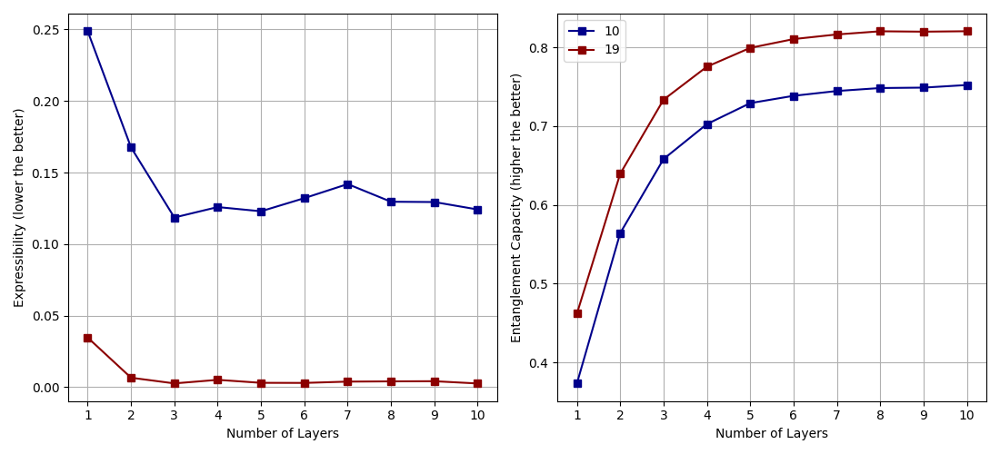 Expressibility (lower the better)
0.25
0.20
0.15
0.10
0.05
0.00
1 2 3 4 5 6 7 8 9 10
Number of Layers
Entanglement Capacity (higher the better)
0.8
0.7
0.6
0.5
0.4
10
19
1 2 3 4 5 6 7 8 9 10
Number of Layers